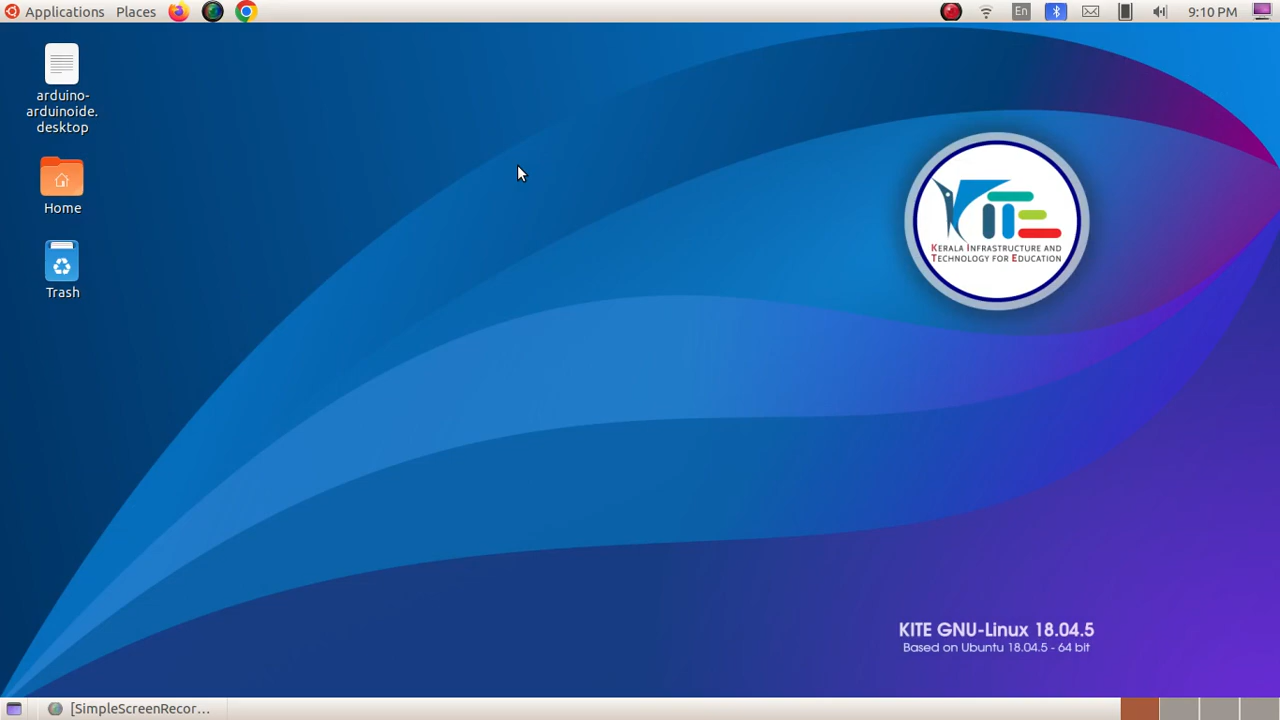 Applications Places
En 9:10 PM
arduino-
arduinoide.
desktop
Home
Trash
KITE
KERALA INFRASTRUCTURE AND
TECHNOLOGY FOR EDUCATION
KITE GNU-Linux 18.04.5
Based on Ubuntu 18.04.5 - 64 bit
[SimpleScreenRecor...